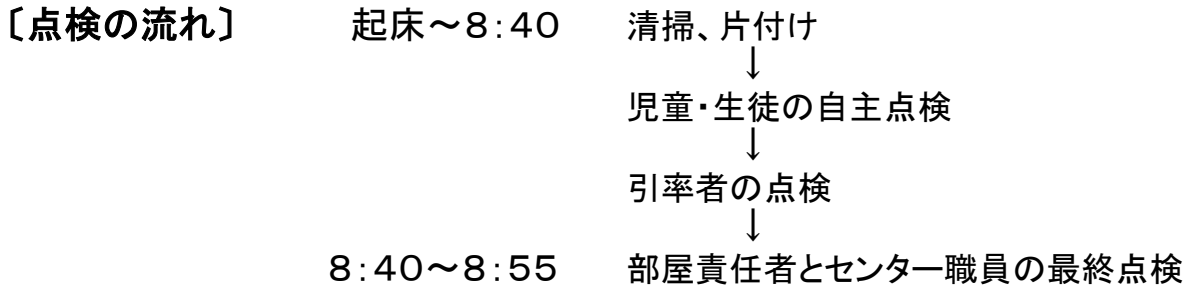 〔点検の流れ〕 起床～8:40 清掃、片付け
↓
児童・生徒の自主点検
↓
引率者の点検
↓
8:40～8:55 部屋責任者とセンター職員の最終点検